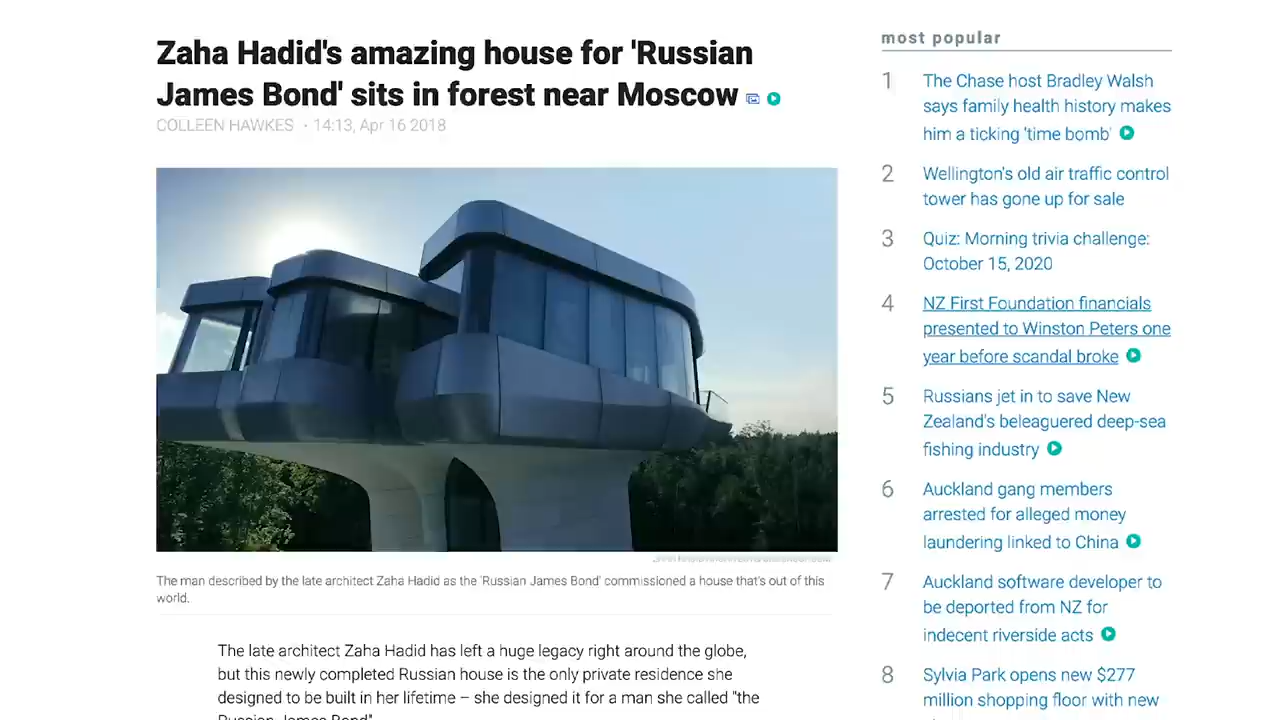 Zaha Hadid's amazing house for 'Russian
James Bond' sits in forest near Moscow
COLLEEN HAWKES · 14:13, Apr 16 2018
The man described by the late architect Zaha Hadid as the 'Russian James Bond' commissioned a house that's out of this
world.
The late architect Zaha Hadid has left a huge legacy right around the globe,
but this newly completed Russian house is the only private residence she
designed to be built in her lifetime – she designed it for a man she called "the
Russian James Bond"
most popular
1 The Chase host Bradley Walsh
says family health history makes
him a ticking 'time bomb'
2 Wellington's old air traffic control
tower has gone up for sale
3 Quiz: Morning trivia challenge:
October 15, 2020
4 NZ First Foundation financials
presented to Winston Peters one
year before scandal broke
5 Russians jet in to save New
Zealand's beleaguered deep-sea
fishing industry
6 Auckland gang members
arrested for alleged money
laundering linked to China
7 Auckland software developer to
be deported from NZ for
indecent riverside acts
8 Sylvia Park opens new $277
million shopping floor with new